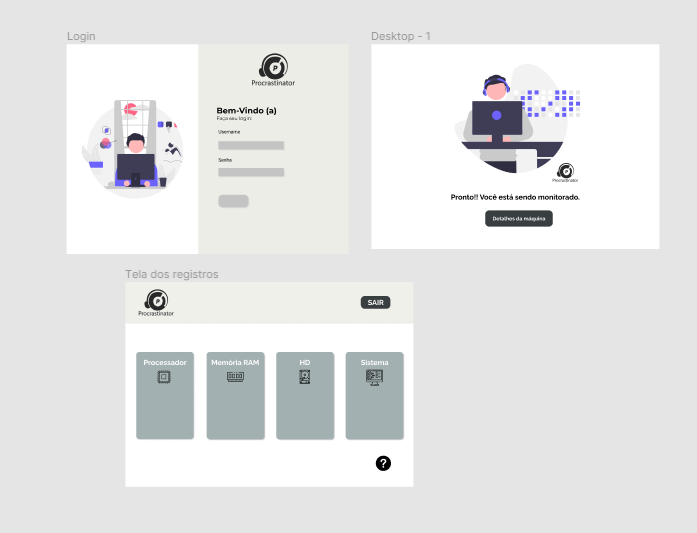 Login
Procrastinator
Bem-Vindo (a)
Faça seu login:
Username
Senha
Desktop - 1
Procrastinator
Pronto!! Você está sendo monitorado.
Detalhes da máquina
Tela dos registros
Procrastinator
SAIR
Processador
Memória RAM
HD
Sistema
?